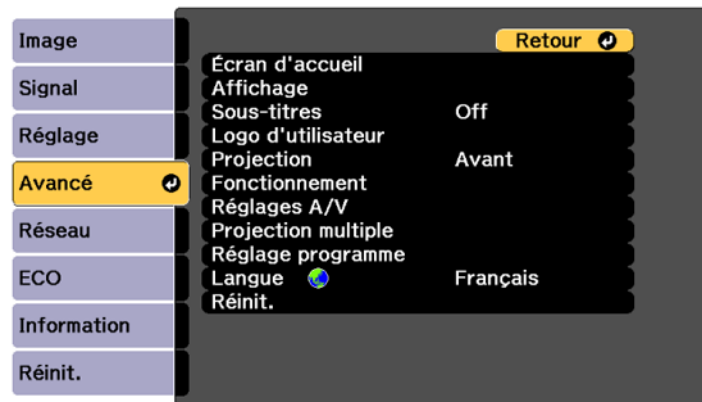 Image
Signal
Réglage
Avancé
Réseau
ECO
Information
Réinit.
Retour
Écran d'accueil
Affichage
Sous-titres Off
Logo d'utilisateur
Projection Avant
Fonctionnement
Réglages A/V
Projection multiple
Réglage programme
Langue Français
Réinit.